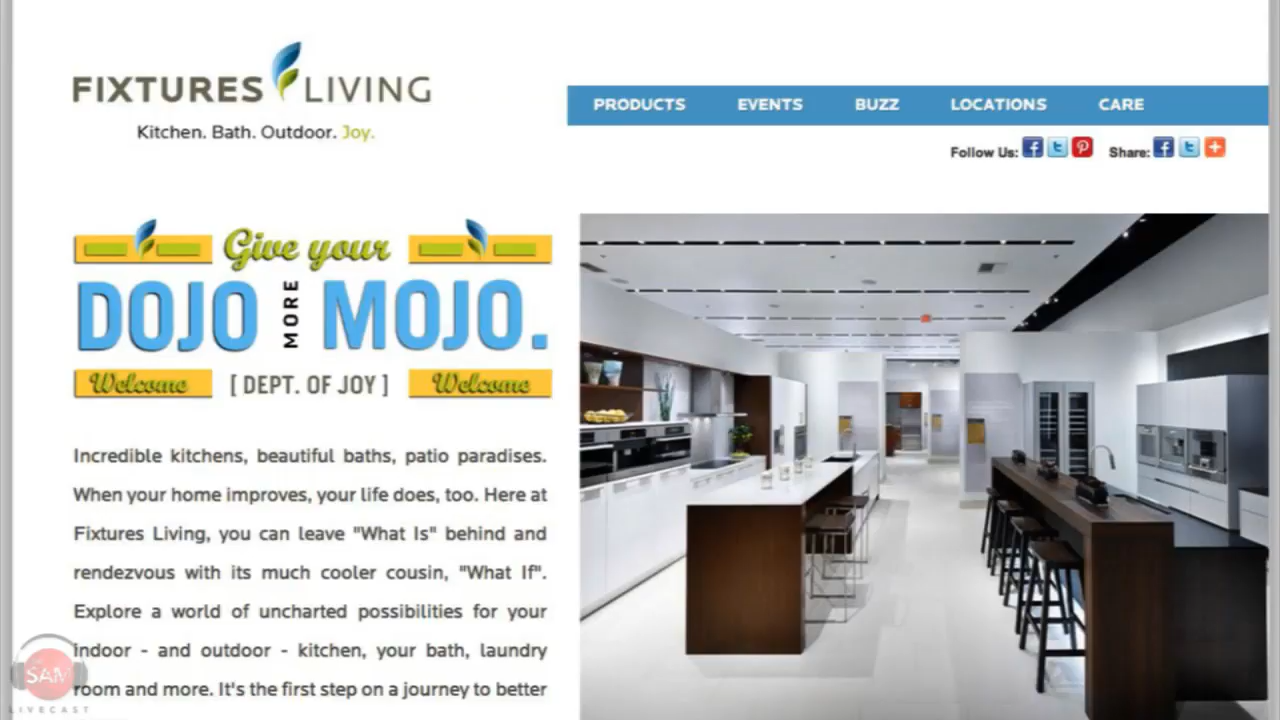 FIXTURES LIVING
Kitchen. Bath. Outdoor. Joy.
PRODUCTS EVENTS BUZZ LOCATIONS CARE
Follow Us: Share:
Give your
DOJO MORE MOJO.
Welcome [ DEPT. OF JOY ] Welcome
Incredible kitchens, beautiful baths, patio paradises.
When your home improves, your life does, too. Here at
Fixtures Living, you can leave "What Is" behind and
rendezvous with its much cooler cousin, "What If".
Explore a world of uncharted possibilities for your
indoor - and outdoor - kitchen, your bath, laundry
room and more. It's the first step on a journey to better
SAM
LIVECAST